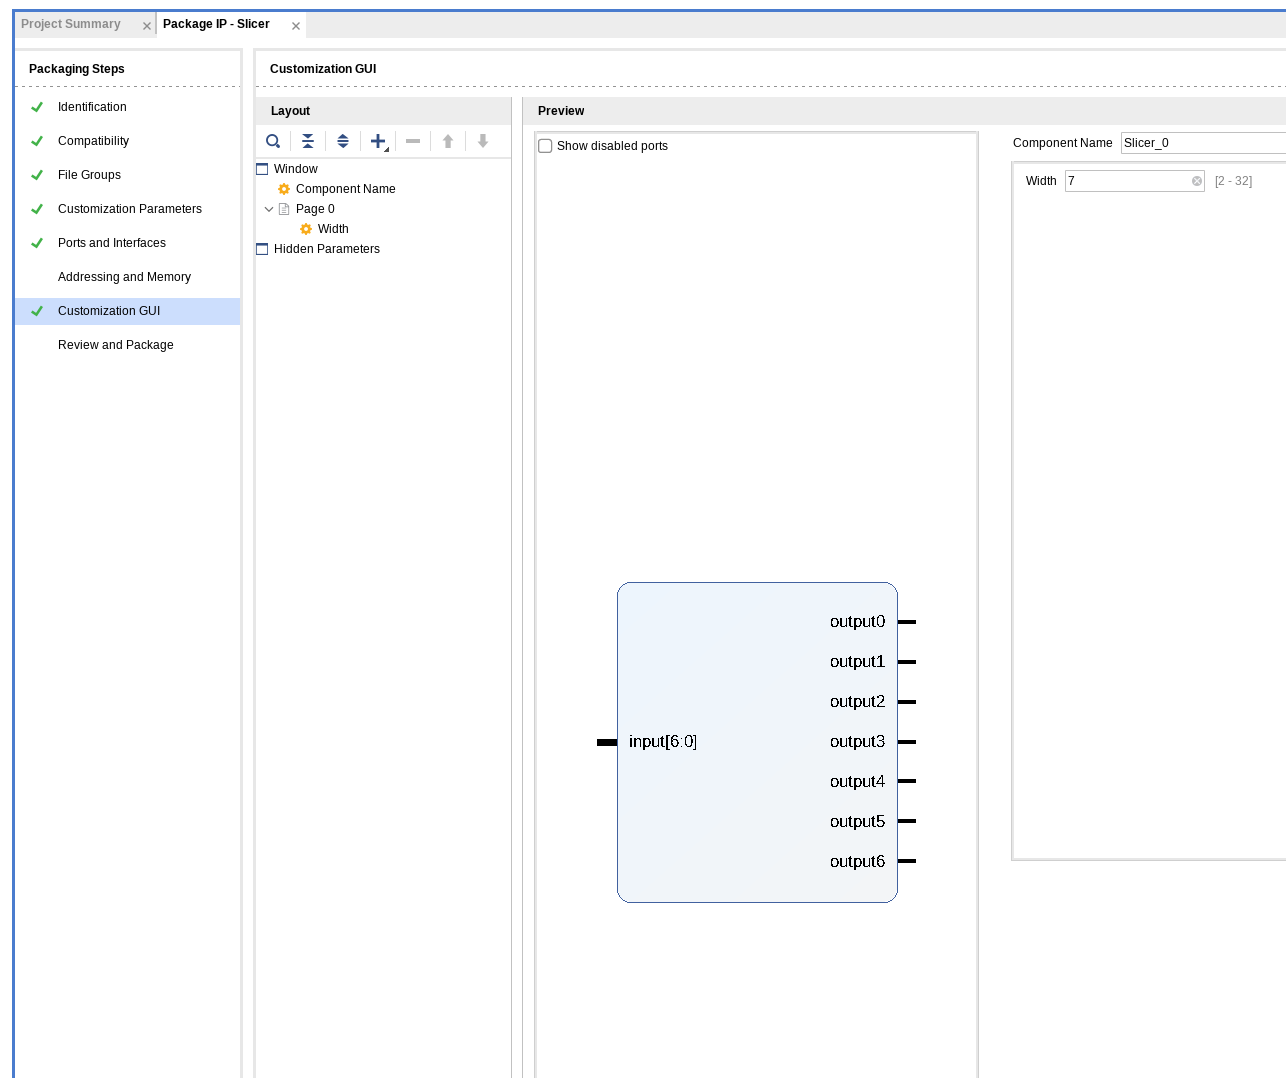 Project Summary
Package IP - Slicer
Packaging Steps
Identification
Compatibility
File Groups
Customization Parameters
Ports and Interfaces
Addressing and Memory
Customization GUI
Review and Package
Customization GUI
Layout
Window
Component Name
Page 0
Width
Hidden Parameters
Preview
Show disabled ports
input[6:0]
output0
output1
output2
output3
output4
output5
output6
Component Name Slicer_0
Width 7 [2 - 32]